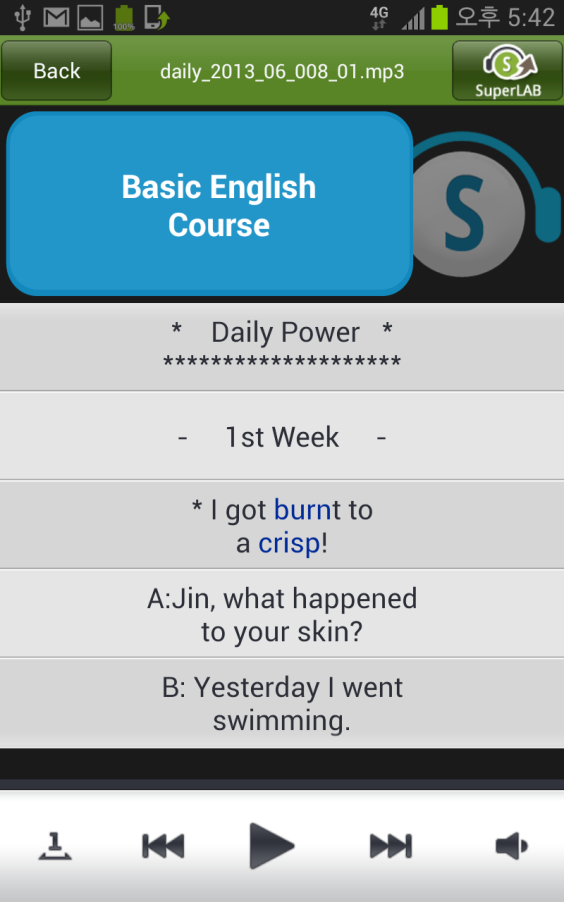 100%
4G
오후 5:42
Back
daily_2013_06_008_01.mp3
S
SuperLAB
Basic English
Course
S
* Daily Power *
********************
- 1st Week -
* I got burnt to
a crisp!
A:Jin, what happened
to your skin?
B: Yesterday I went
swimming.
1